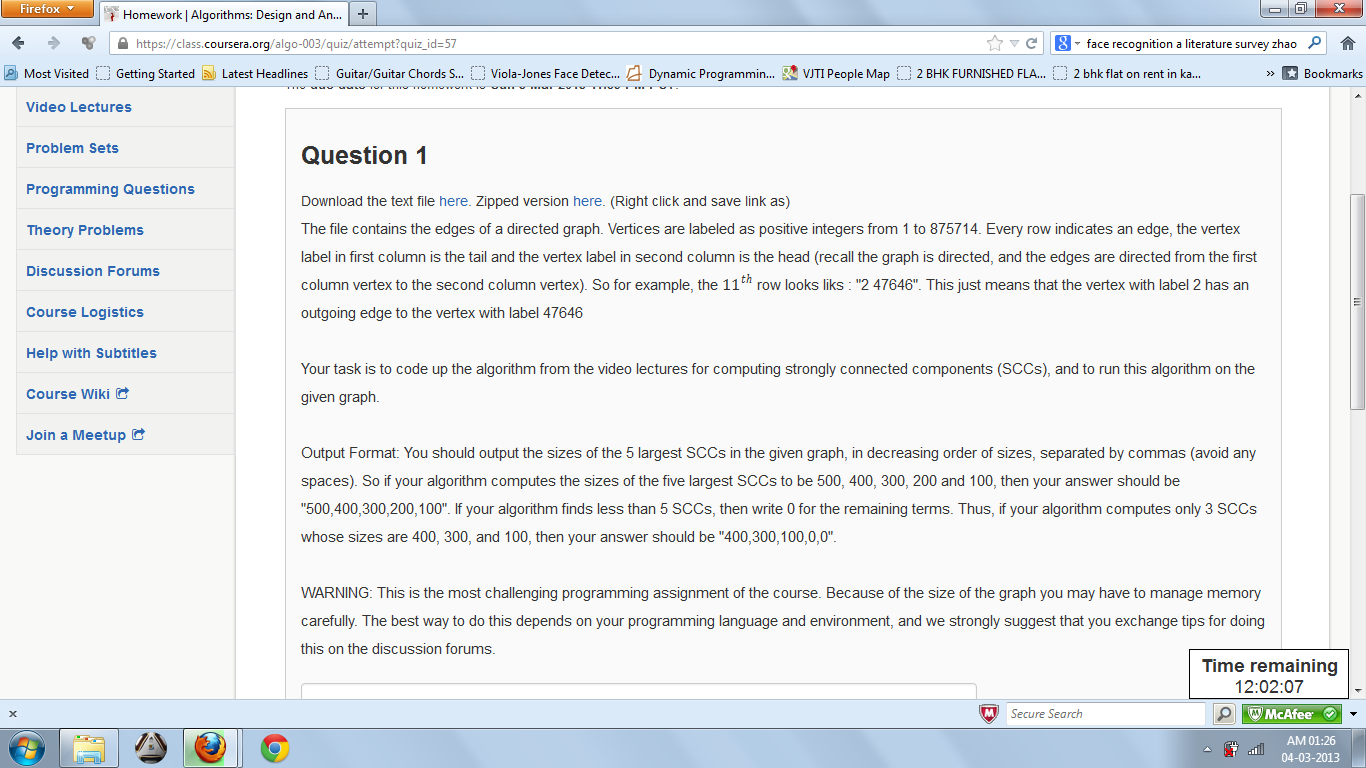 Firefox
Homework | Algorithms: Design and An...
https://class.coursera.org/algo-003/quiz/attempt?quiz_id=57
face recognition a literature survey zhao
Most Visited Getting Started Latest Headlines Guitar/Guitar Chords S... Viola-Jones Face Detec... Dynamic Programmin... VJTI People Map 2 BHK FURNISHED FLA... 2 bhk flat on rent in ka... » Bookmarks
Video Lectures
Problem Sets
Programming Questions
Theory Problems
Discussion Forums
Course Logistics
Help with Subtitles
Course Wiki
Join a Meetup
Question 1
Download the text file here. Zipped version here. (Right click and save link as)
The file contains the edges of a directed graph. Vertices are labeled as positive integers from 1 to 875714. Every row indicates an edge, the vertex
label in first column is the tail and the vertex label in second column is the head (recall the graph is directed, and the edges are directed from the first
column vertex to the second column vertex). So for example, the 11th row looks liks : "2 47646". This just means that the vertex with label 2 has an
outgoing edge to the vertex with label 47646
Your task is to code up the algorithm from the video lectures for computing strongly connected components (SCCs), and to run this algorithm on the
given graph.
Output Format: You should output the sizes of the 5 largest SCCs in the given graph, in decreasing order of sizes, separated by commas (avoid any
spaces). So if your algorithm computes the sizes of the five largest SCCs to be 500, 400, 300, 200 and 100, then your answer should be
"500,400,300,200,100". If your algorithm finds less than 5 SCCs, then write 0 for the remaining terms. Thus, if your algorithm computes only 3 SCCs
whose sizes are 400, 300, and 100, then your answer should be "400,300,100,0,0".
WARNING: This is the most challenging programming assignment of the course. Because of the size of the graph you may have to manage memory
carefully. The best way to do this depends on your programming language and environment, and we strongly suggest that you exchange tips for doing
this on the discussion forums.
Time remaining
12:02:07
x
Secure Search
McAfee
AM 01:26
04-03-2013